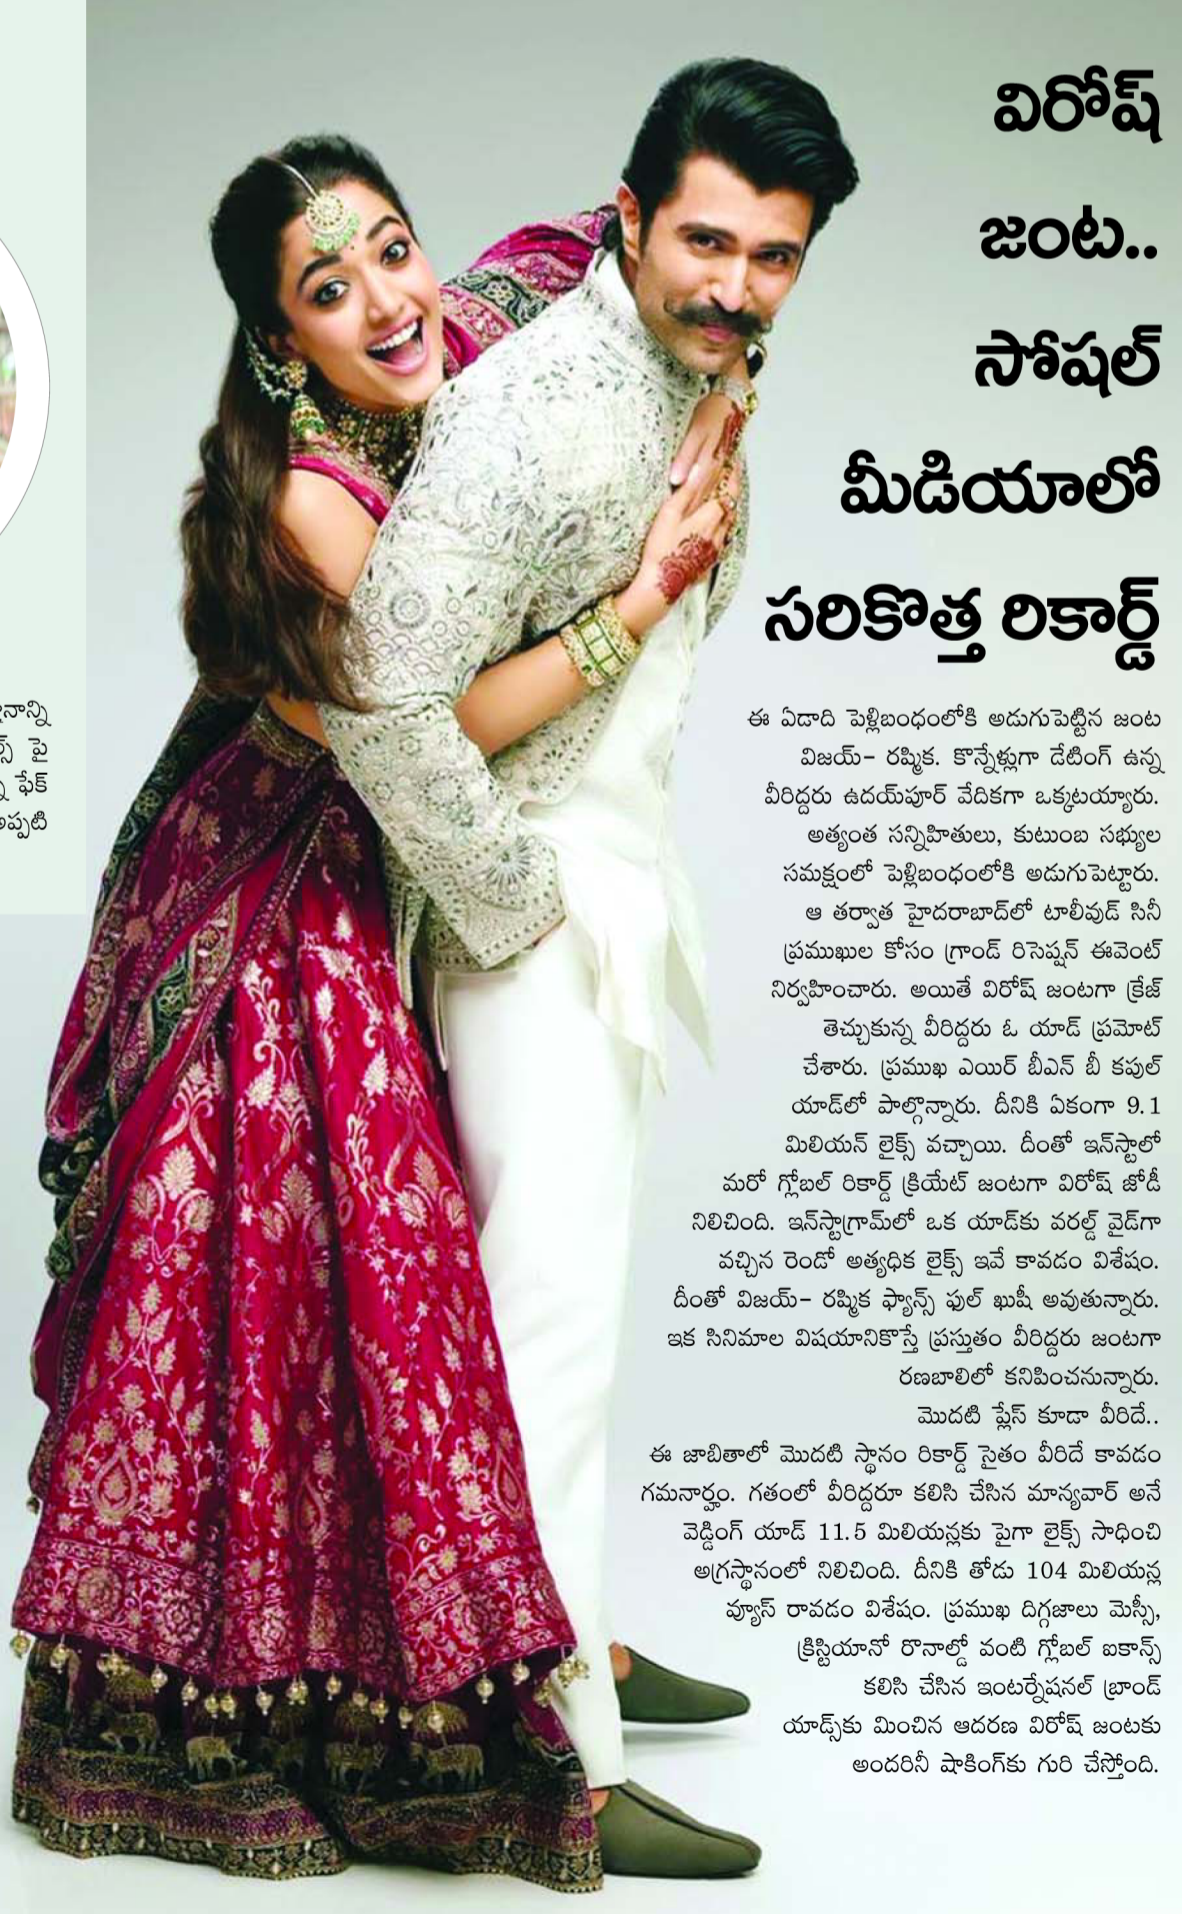 విరోష్
జంట..
సోషల్
మీడియాలో
సరికొత్త రికార్డ్
ఈ ఏడాది పెళ్లిబంధంలోకి అడుగుపెట్టిన జంట
విజయ్- రష్మిక. కొన్నేళ్లుగా డేటింగ్ ఉన్న
వీరిద్దరు ఉదయ్‌పూర్ వేదికగా ఒక్కటయ్యారు.
అత్యంత సన్నిహితులు, కుటుంబ సభ్యుల
సమక్షంలో పెళ్లిబంధంలోకి అడుగుపెట్టారు.
ఆ తర్వాత హైదరాబాద్‌లో టాలీవుడ్ సినీ
ప్రముఖుల కోసం గ్రాండ్ రిసెప్షన్ ఈవెంట్
నిర్వహించారు. అయితే విరోష్ జంటగా క్రేజ్
తెచ్చుకున్న వీరిద్దరు ఓ యాడ్ ప్రమోట్
చేశారు. ప్రముఖ ఎయిర్ బీఎన్ బీ కపుల్
యాడ్‌లో పాల్గొన్నారు. దీనికి ఏకంగా 9.1
మిలియన్ లైక్స్ వచ్చాయి. దీంతో ఇన్‌స్టాలో
మరో గ్లోబల్ రికార్డ్ క్రియేట్ జంటగా విరోష్ జోడీ
నిలిచింది. ఇన్‌స్టాగ్రామ్‌లో ఒక యాడ్‌కు వరల్డ్ వైడ్‌గా
వచ్చిన రెండో అత్యధిక లైక్స్ ఇవే కావడం విశేషం.
దీంతో విజయ్- రష్మిక ఫ్యాన్స్ ఫుల్ ఖుషీ అవుతున్నారు.
ఇక సినిమాల విషయానికొస్తే ప్రస్తుతం వీరిద్దరు జంటగా
రణబాలిలో కనిపించనున్నారు.
మొదటి ప్లేస్ కూడా వీరిదే..
ఈ జాబితాలో మొదటి స్థానం రికార్డ్ సైతం వీరిదే కావడం
గమనార్హం. గతంలో వీరిద్దరూ కలిసి చేసిన మాన్యవార్ అనే
వెడ్డింగ్ యాడ్ 11.5 మిలియన్లకు పైగా లైక్స్ సాధించి
అగ్రస్థానంలో నిలిచింది. దీనికి తోడు 104 మిలియన్ల
వ్యూస్ రావడం విశేషం. ప్రముఖ దిగ్గజాలు మెస్సీ,
క్రిస్టియానో రొనాల్డో వంటి గ్లోబల్ ఐకాన్స్
కలిసి చేసిన ఇంటర్నేషనల్ బ్రాండ్
యాడ్స్‌కు మించిన ఆదరణ విరోష్ జంటకు
అందరినీ షాకింగ్‌కు గురి చేస్తోంది.
పై
ఫేక్